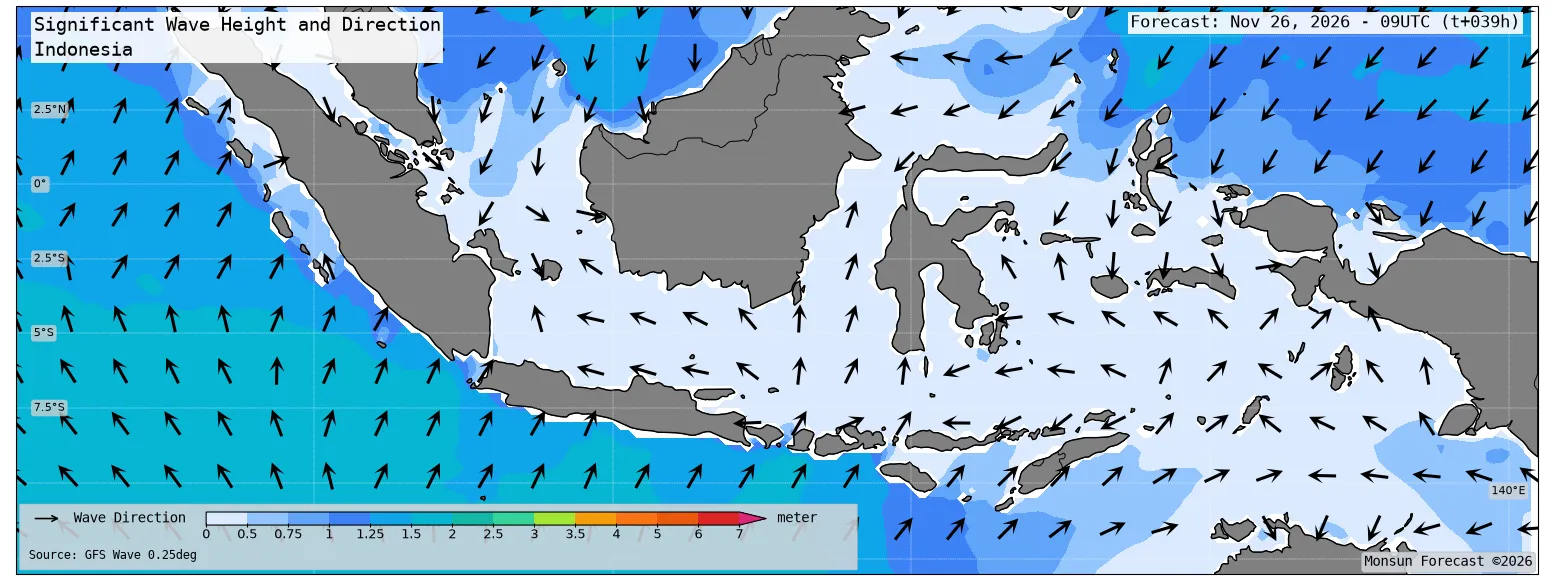 Significant Wave Height and Direction
Indonesia
Forecast: Nov 26, 2026 - 09UTC (t+039h)
2.5°N
0°
2.5°S
5°S
7.5°S
140°E
Wave Direction
0 0.5 0.75 1 1.25 1.5 2 2.5 3 3.5 4 5 6 7
meter
Source: GFS Wave 0.25deg
Monsun Forecast ©2026